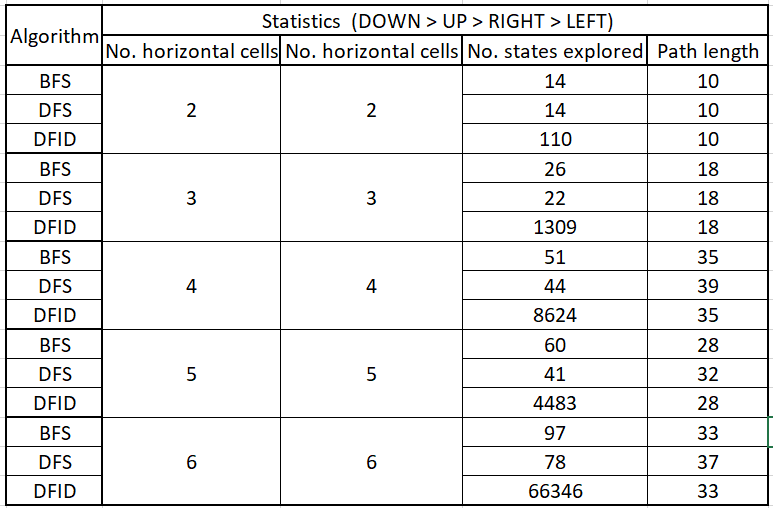 Algorithm Statistics (DOWN > UP > RIGHT > LEFT)
No. horizontal cells No. horizontal cells No. states explored Path length
BFS 14 10
DFS 2 2 14 10
DFID 110 10
BFS 26 18
DFS 3 3 22 18
DFID 1309 18
BFS 51 35
DFS 4 4 44 39
DFID 8624 35
BFS 60 28
DFS 5 5 41 32
DFID 4483 28
BFS 97 33
DFS 6 6 78 37
DFID 66346 33